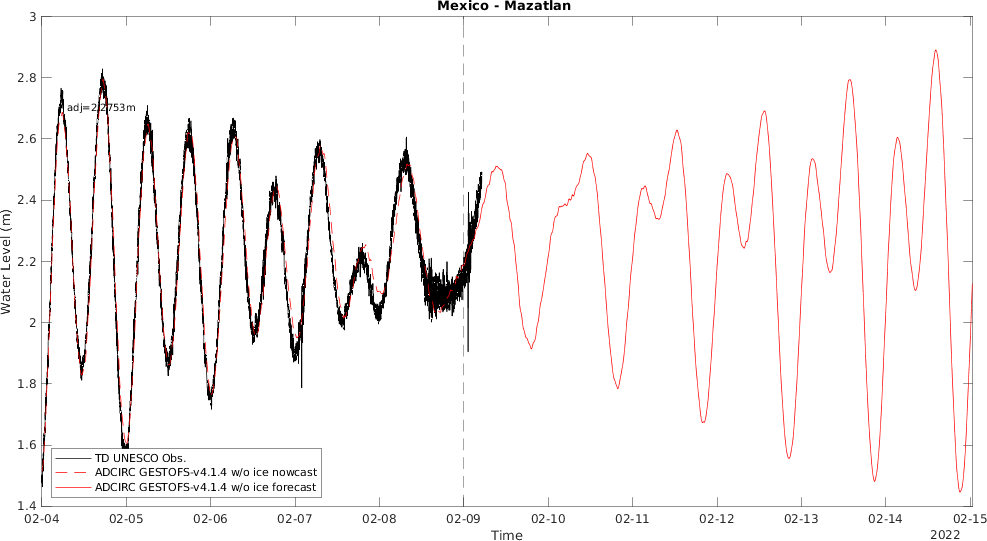 Mexico - Mazatlan
3
2.8
2.6
2.4
2.2
2
1.8
1.6
1.4
Water Level (m)
adj=2.2753m
TD UNESCO Obs.
ADCIRC GESTOFS-v4.1.4 w/o ice nowcast
ADCIRC GESTOFS-v4.1.4 w/o ice forecast
02-04 02-05 02-06 02-07 02-08 02-09 02-10 02-11 02-12 02-13 02-14 02-15
Time
2022